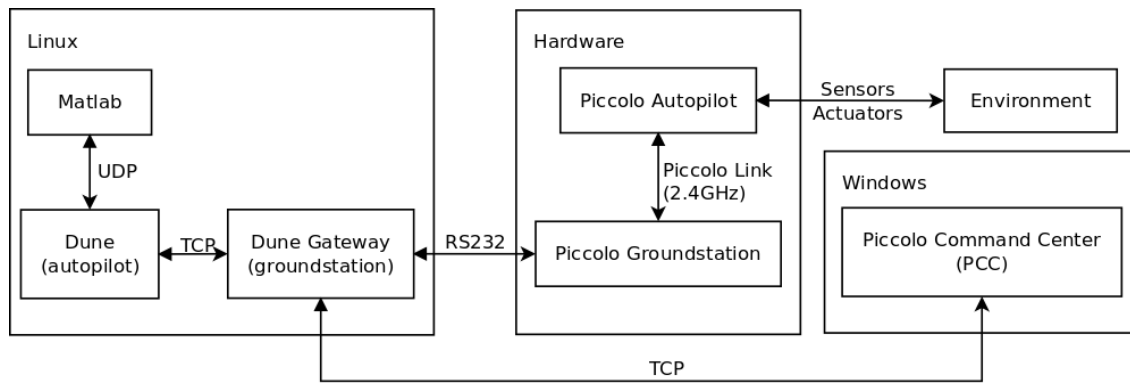 Linux
Matlab
UDP
Dune
(autopilot)
TCP
Dune Gateway
(groundstation)
RS232
Hardware
Piccolo Autopilot
Piccolo Link
(2.4GHz)
Piccolo Groundstation
Sensors
Actuators
Environment
Windows
Piccolo Command Center
(PCC)
TCP